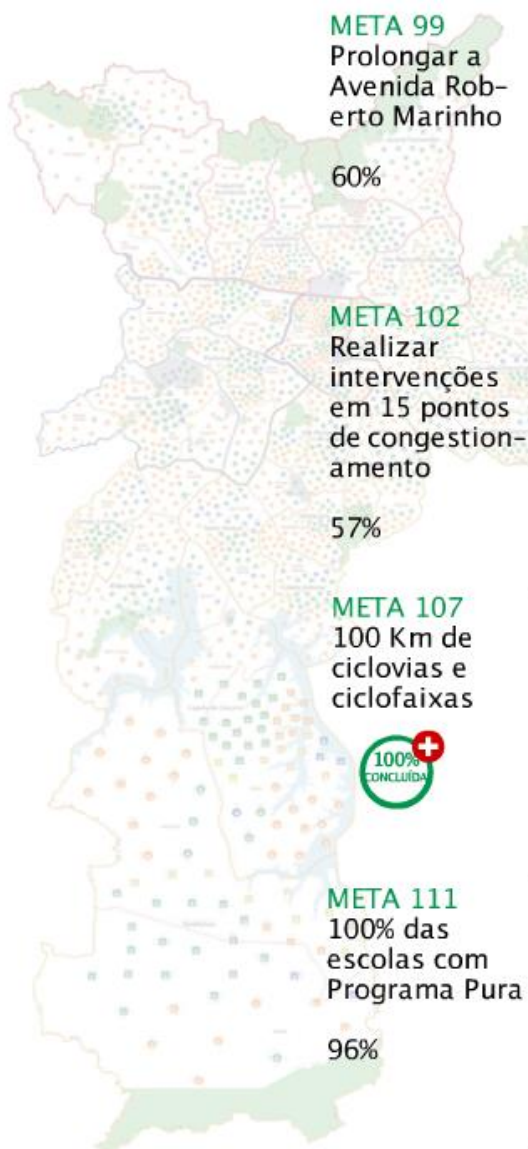 META 99
Prolongar a
Avenida Rob-
erto Marinho
60%
META 102
Realizar
intervenções
em 15 pontos
de congestion-
amento
57%
META 107
100 Km de
ciclovias e
ciclofaixas
100%
CONCLUÍDA
META 111
100% das
escolas com
Programa Pura
96%